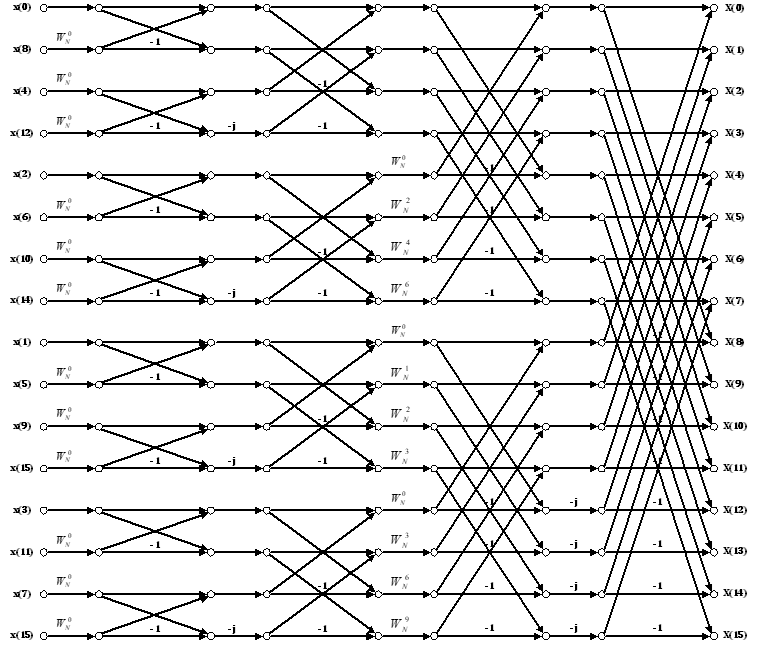 x(0) X(0)
W_N^0 -1
x(8) X(1)
W_N^0 -1
x(4) X(2)
W_N^0 -1 -j -1
x(12) X(3)
W_N^0
x(2) -1 X(4)
W_N^0 -1 W_N^2 -1
x(6) X(5)
W_N^0 -1 W_N^4 -1
x(10) X(6)
W_N^0 -1 -j -1 W_N^6 -1
x(14) X(7)
W_N^0
x(1) X(8)
W_N^0 -1 W_N^1
x(5) X(9)
W_N^0 -1 W_N^2
x(9) X(10)
W_N^0 -1 -j -1 W_N^3
x(15) X(11)
W_N^0 -1 -j -1
x(3) X(12)
W_N^0 -1 W_N^3 -1 -j -1
x(11) X(13)
W_N^0 -1 W_N^6 -1 -j -1
x(7) X(14)
W_N^0 -1 -j -1 W_N^9 -1 -j -1
x(15) X(15)